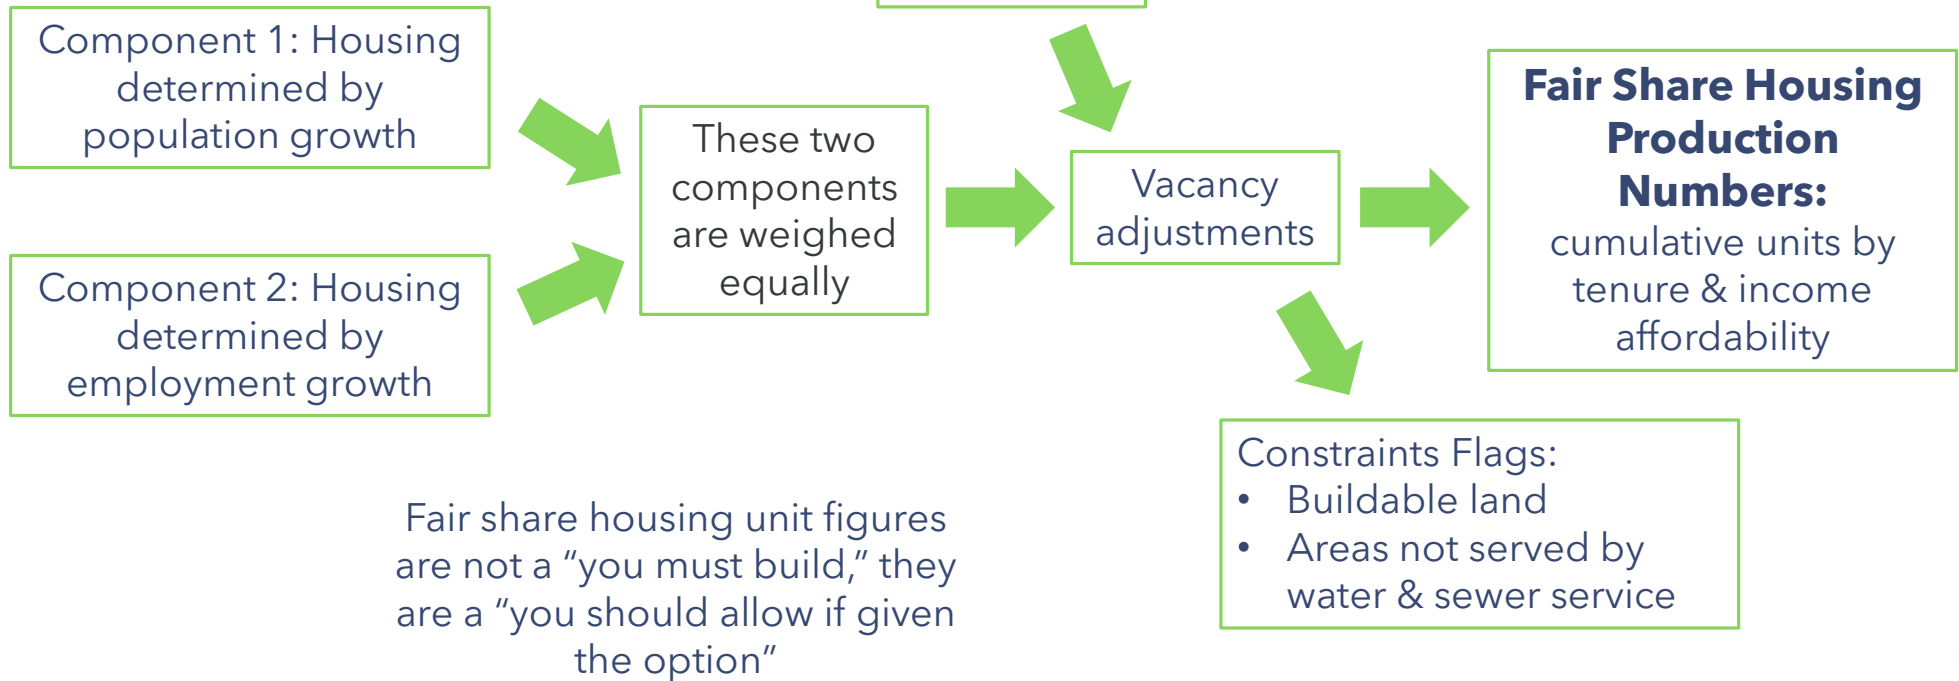 Component 1: Housing
determined by
population growth
Component 2: Housing
determined by
employment growth
These two
components
are weighed
equally
Vacancy
adjustments
Fair Share Housing
Production
Numbers:
cumulative units by
tenure & income
affordability
Constraints Flags:
• Buildable land
• Areas not served by
water & sewer service
Fair share housing unit figures
are not a “you must build,” they
are a “you should allow if given
the option”